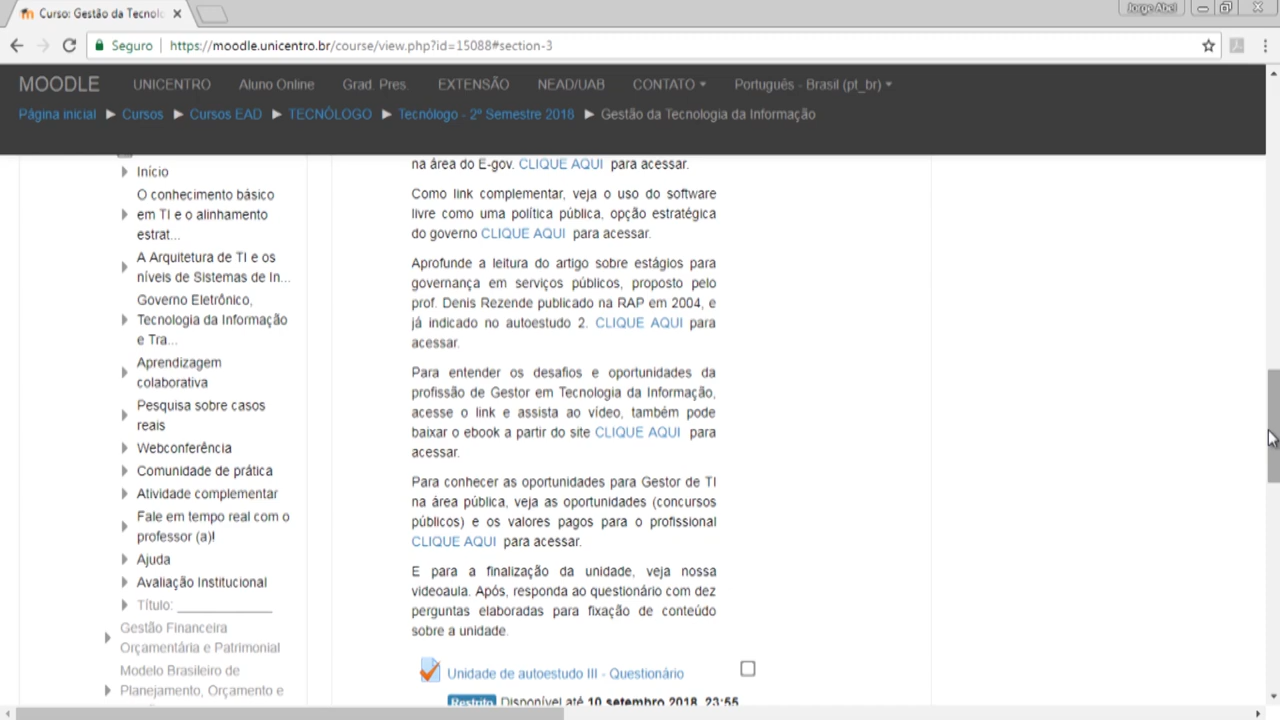 Curso: Gestão da Tecnolo
Jorge Abel
Seguro
https://moodle.unicentro.br/course/view.php?id=15088#section-3
MOODLE UNICENTRO Aluno Online Grad. Pres. EXTENSÃO NEAD/UAB CONTATO Português - Brasil (pt_br)
Página inicial ► Cursos ► Cursos EAD ► TECNÓLOGO ► Tecnólogo - 2º Semestre 2018 ► Gestão da Tecnologia da Informação
Início
O conhecimento básico
em TI e o alinhamento
estrat...
A Arquitetura de TI e os
níveis de Sistemas de In...
Governo Eletrônico,
Tecnologia da Informação
e Tra...
Aprendizagem
colaborativa
Pesquisa sobre casos
reais
Webconferência
Comunidade de prática
Atividade complementar
Fale em tempo real com o
professor (a)!
Ajuda
Avaliação Institucional
Título: _____________
Gestão Financeira
Orçamentária e Patrimonial
Modelo Brasileiro de
Planejamento, Orçamento e
na área do E-gov. CLIQUE AQUI para acessar.
Como link complementar, veja o uso do software
livre como uma política pública, opção estratégica
do governo CLIQUE AQUI para acessar.
Aprofunde a leitura do artigo sobre estágios para
governança em serviços públicos, proposto pelo
prof. Denis Rezende publicado na RAP em 2004, e
já indicado no autoestudo 2. CLIQUE AQUI para
acessar.
Para entender os desafios e oportunidades da
profissão de Gestor em Tecnologia da Informação,
acesse o link e assista ao vídeo, também pode
baixar o ebook a partir do site CLIQUE AQUI para
acessar.
Para conhecer as oportunidades para Gestor de TI
na área pública, veja as oportunidades (concursos
públicos) e os valores pagos para o profissional
CLIQUE AQUI para acessar.
E para a finalização da unidade, veja nossa
videoaula. Após, responda ao questionário com dez
perguntas elaboradas para fixação de conteúdo
sobre a unidade.
Unidade de autoestudo III - Questionário
Restrito Disponível até 10 setembro 2018, 23:55